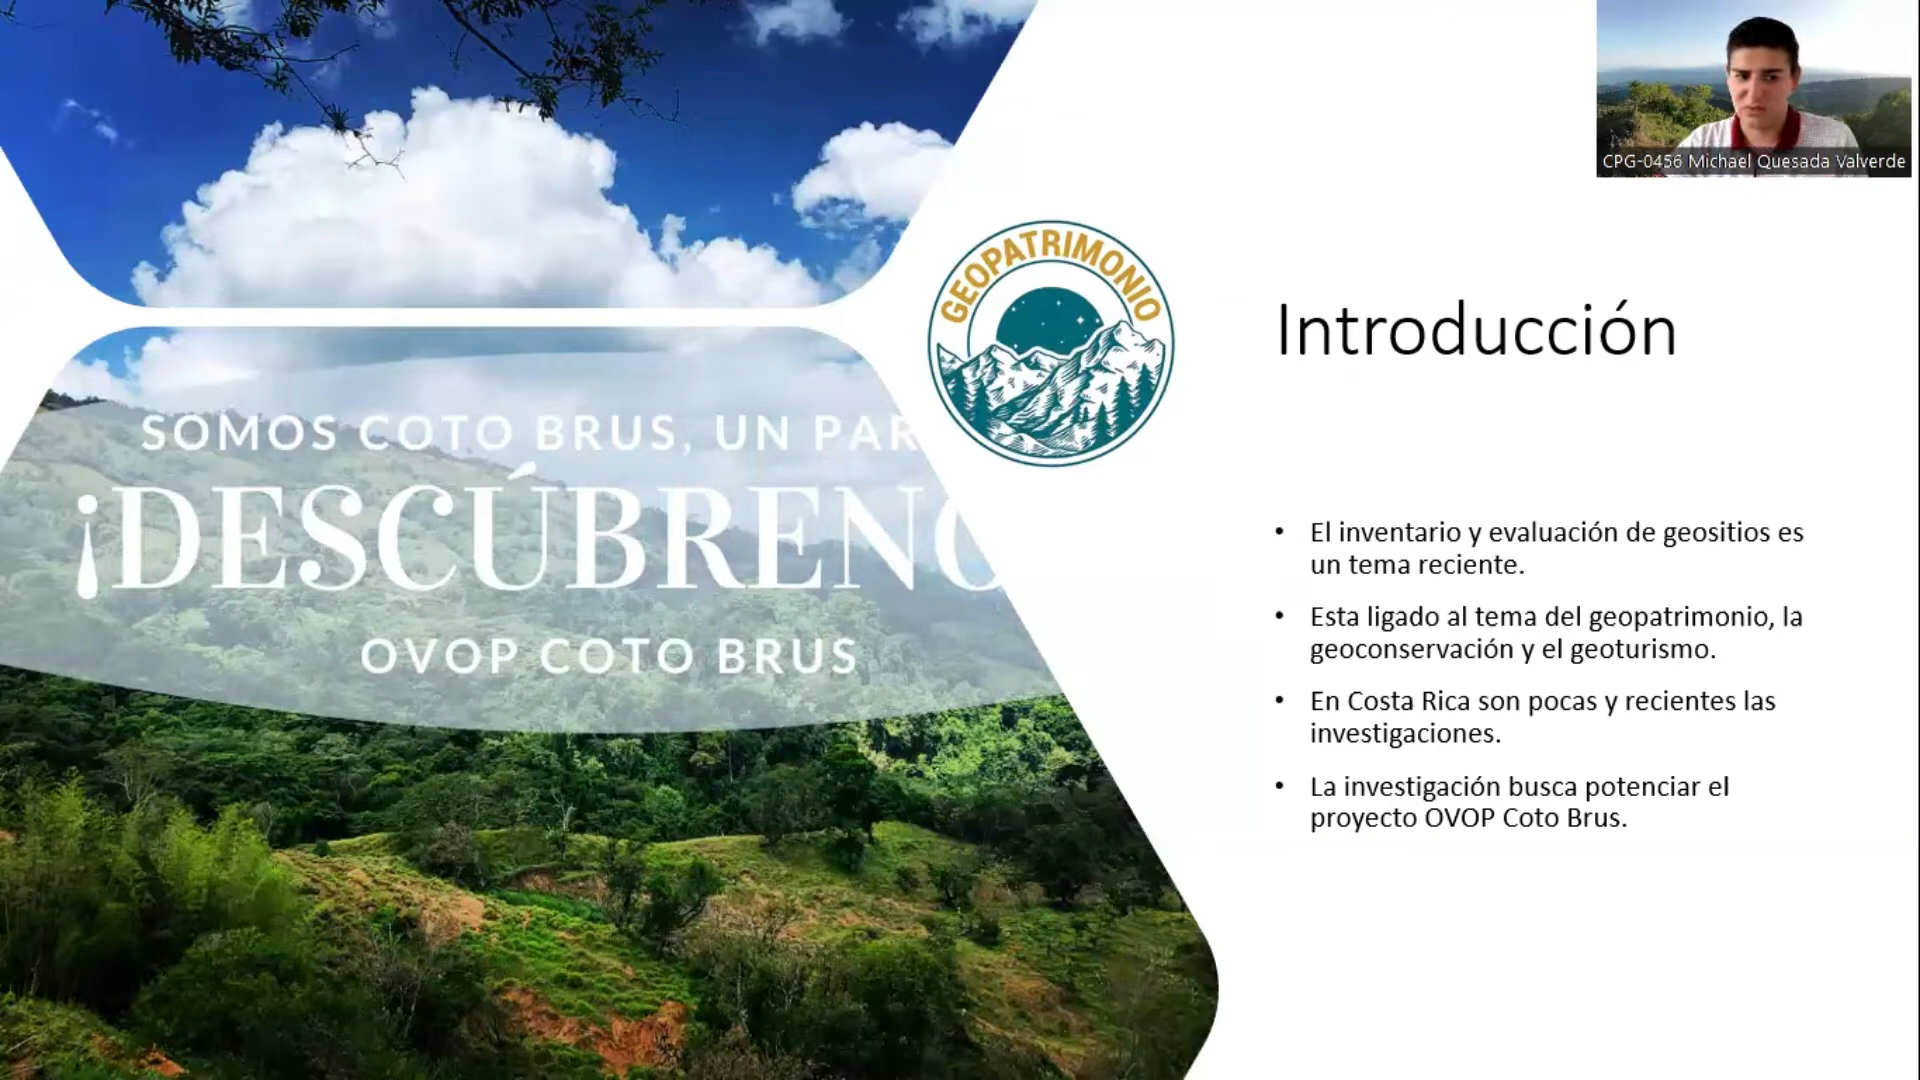 CPG-0456 Michael Quesada Valverde
GEOPATRIMONIO
Introducción
SOMOS COTO BRUS, UN PAR
¡DESCÚBRENO
OVOP COTO BRUS
• El inventario y evaluación de geositios es
un tema reciente.
• Esta ligado al tema del geopatrimonio, la
geoconservación y el geoturismo.
• En Costa Rica son pocas y recientes las
investigaciones.
• La investigación busca potenciar el
proyecto OVOP Coto Brus.